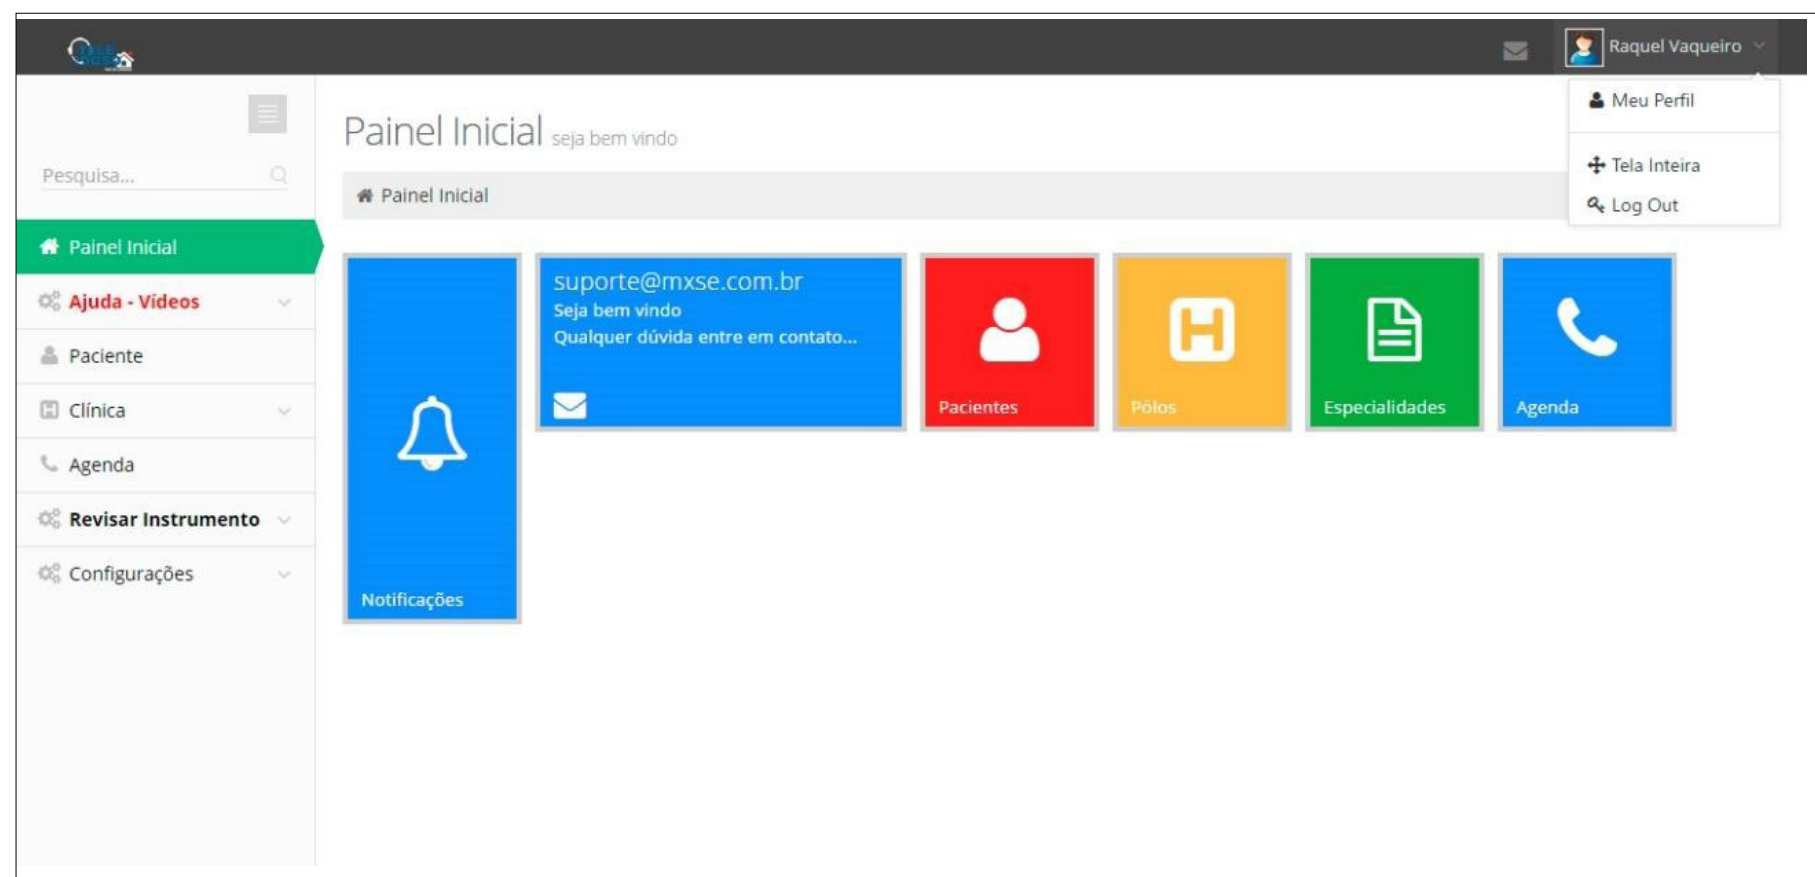 Raquel Vaqueiro
Meu Perfil
Tela Inteira
Log Out
Pesquisa...
Painel Inicial
Ajuda - Vídeos
Paciente
Clínica
Agenda
Revisar Instrumento
Configurações
Painel Inicial seja bem vindo
Painel Inicial
Notificações
suporte@mxse.com.br
Seja bem vindo
Qualquer dúvida entre em contato...
Pacientes
H
Pólos
Especialidades
Agenda